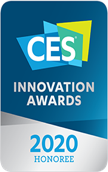 CES
INNOVATION
AWARDS
2020
HONOREE